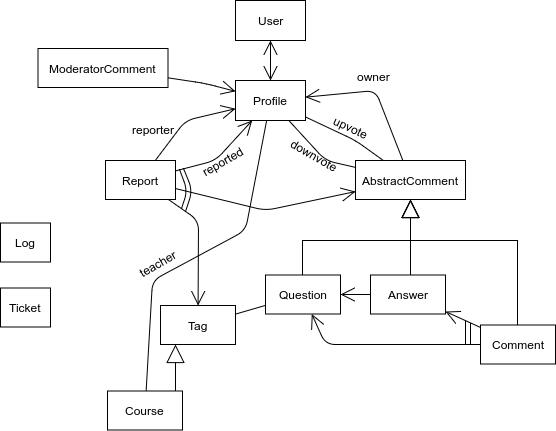 User
ModeratorComment
owner
Profile
upvote
reporter
downvote
reported
Report
AbstractComment
Log
teacher
Question
Answer
Ticket
Tag
Comment
Course